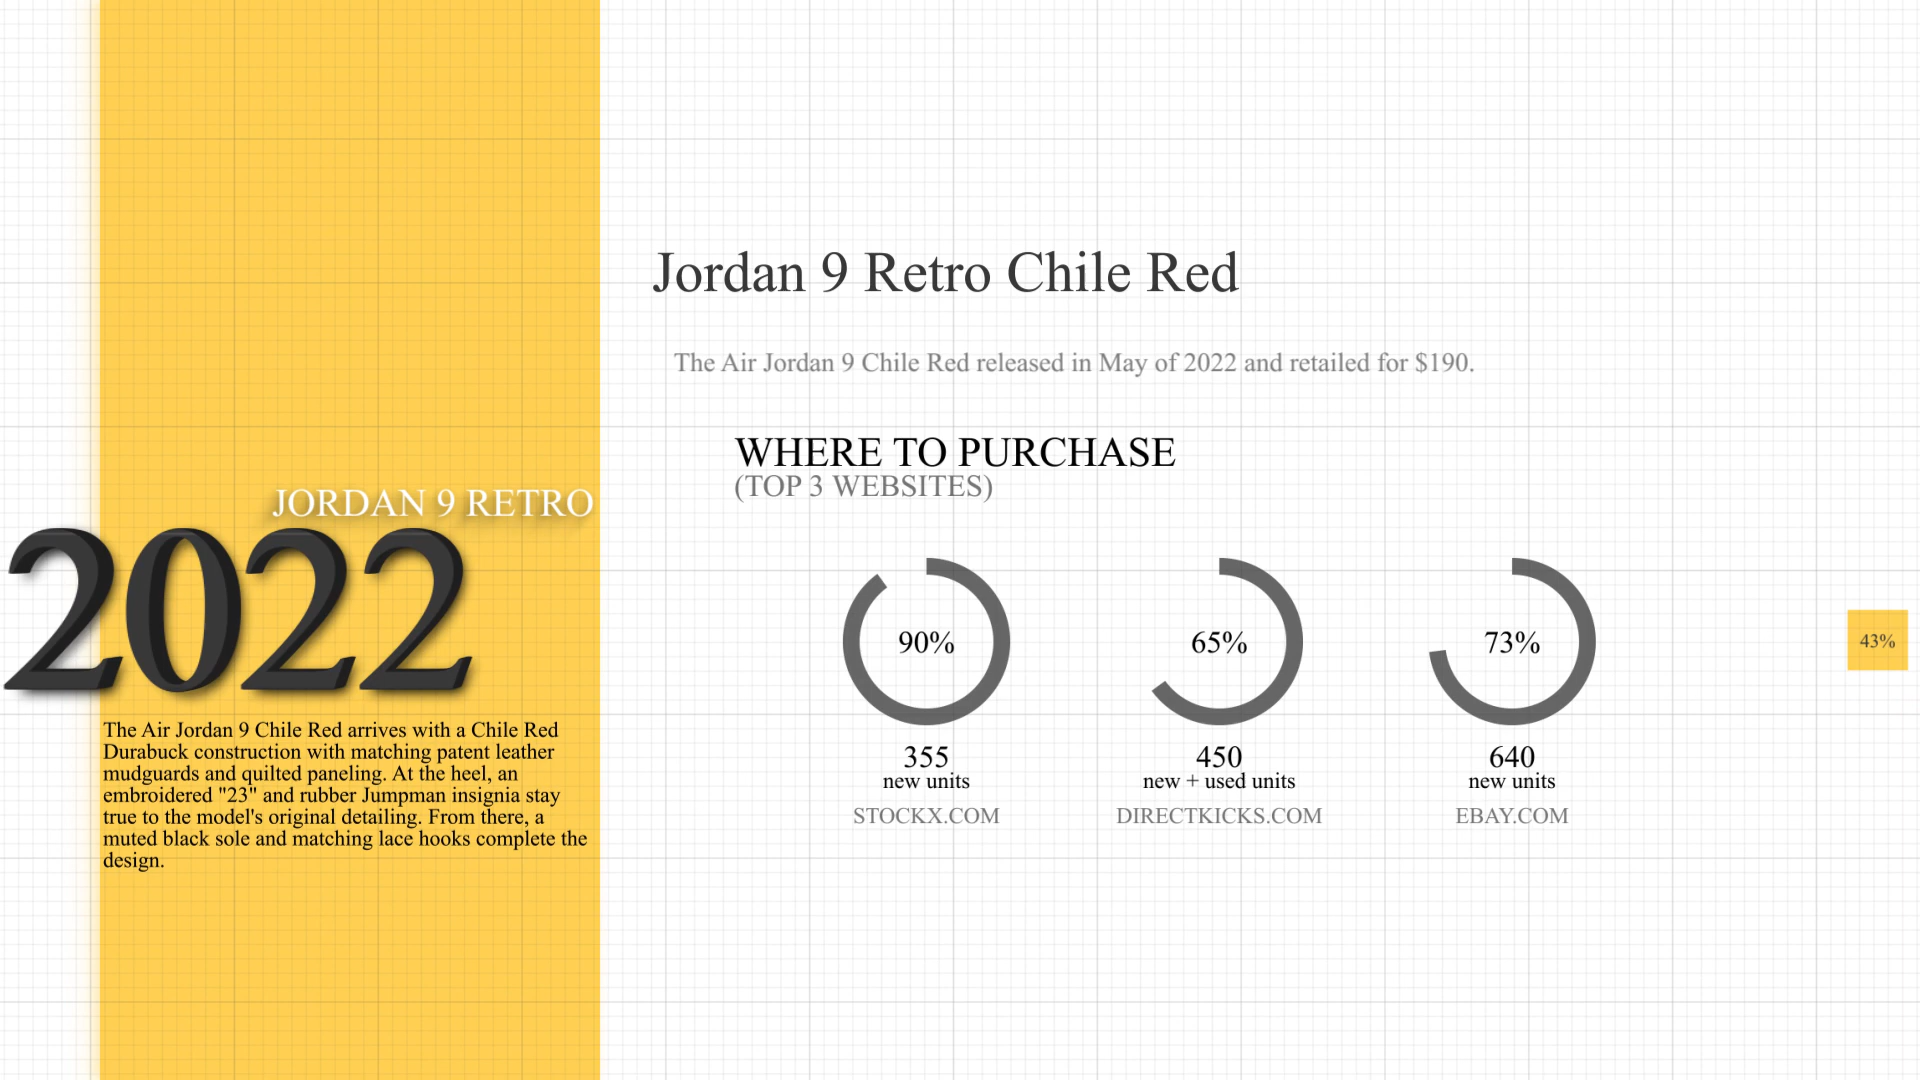 Jordan 9 Retro Chile Red
The Air Jordan 9 Chile Red released in May of 2022 and retailed for $190.
JORDAN 9 RETRO
2022
The Air Jordan 9 Chile Red arrives with a Chile Red
Durabuck construction with matching patent leather
mudguards and quilted paneling. At the heel, an
embroidered "23" and rubber Jumpman insignia stay
true to the model's original detailing. From there, a
muted black sole and matching lace hooks complete the
design.
WHERE TO PURCHASE
(TOP 3 WEBSITES)
90%
355
new units
STOCKX.COM
65%
450
new + used units
DIRECTKICKS.COM
73%
640
new units
EBAY.COM
43%